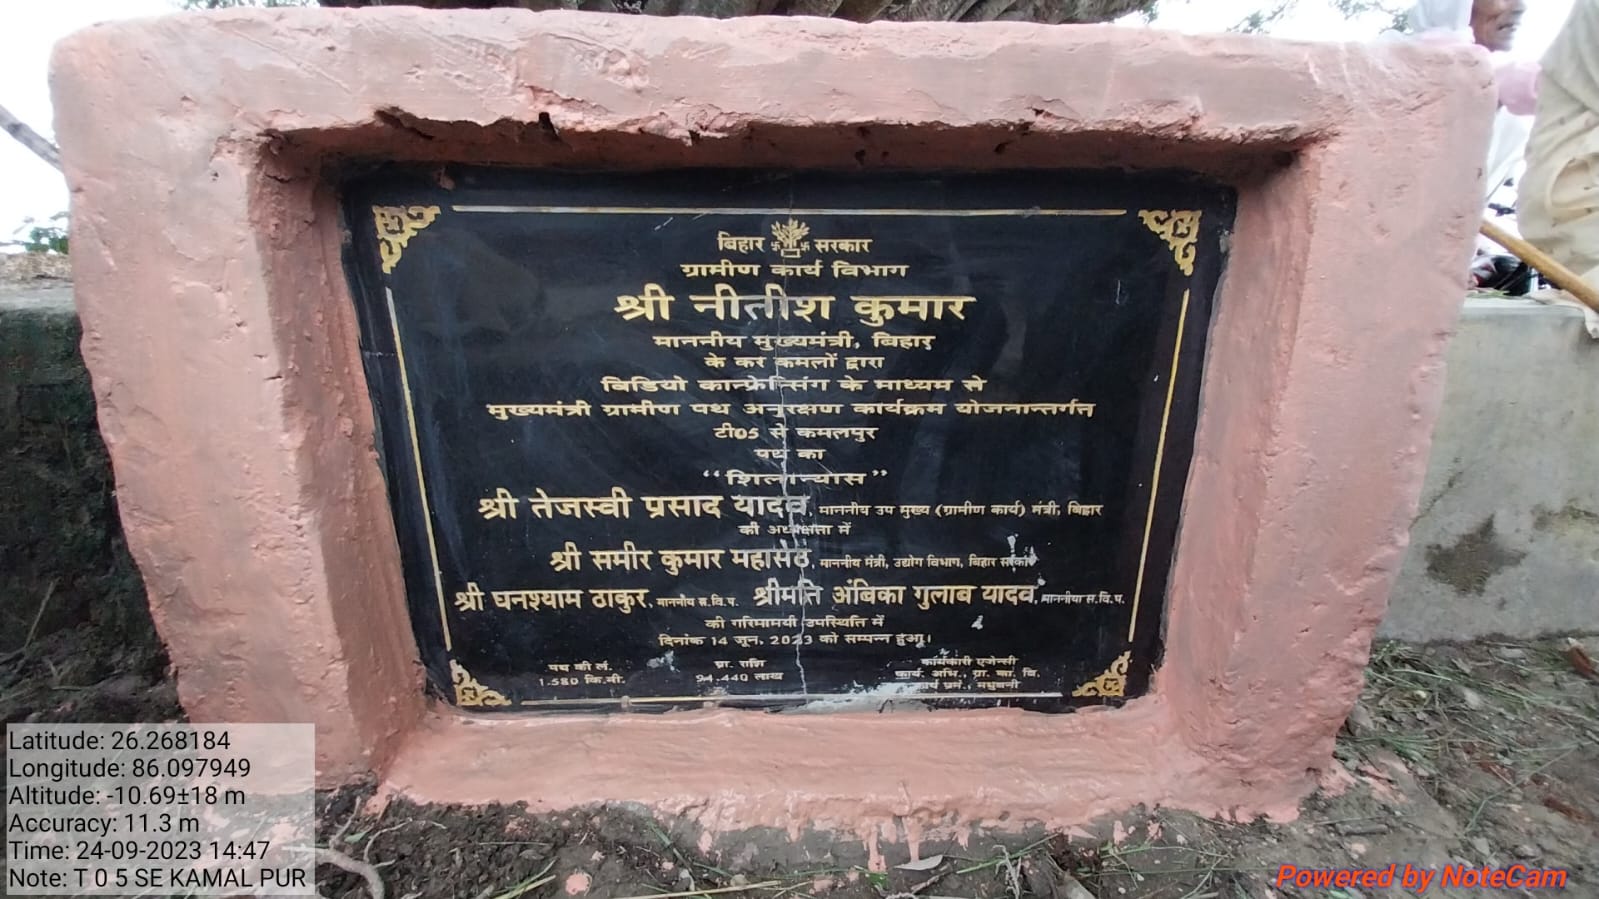 बिहार सरकार
ग्रामीण कार्य विभाग
श्री नीतीश कुमार
माननीय मुख्यमंत्री, बिहार
के कर कमलों द्वारा
विडियो कान्फ्रेन्सिंग के माध्यम से
मुख्यमंत्री ग्रामीण पथ अनुरक्षण कार्यक्रम योजनान्तर्गत
टी05 से कमलपुर
पथ का
“शिलान्यास”
श्री तेजस्वी प्रसाद यादव, माननीय उप मुख्य (ग्रामीण कार्य) मंत्री, बिहार
की अध्यक्षता में
श्री समीर कुमार महासेठ, माननीय मंत्री, उद्योग विभाग, बिहार सरकार
श्री घनश्याम ठाकुर, माननीय स.वि.प. श्रीमति अंबिका गुलाब यादव, माननीया स.वि.प.
की गरिमामयी उपस्थिति में
दिनांक 14 जून, 2023 को सम्पन्न हुआ।
पथ की लं. प्रा. राशि कार्यकारी एजेन्सी
1.580 कि.मी. 94.440 लाख कार्य. अभि., ग्रा. का. वि.
कार्य प्रमं., मधुबनी
Latitude: 26.268184
Longitude: 86.097949
Altitude: -10.69±18 m
Accuracy: 11.3 m
Time: 24-09-2023 14:47
Note: T 0 5 SE KAMAL PUR
Powered by NoteCam